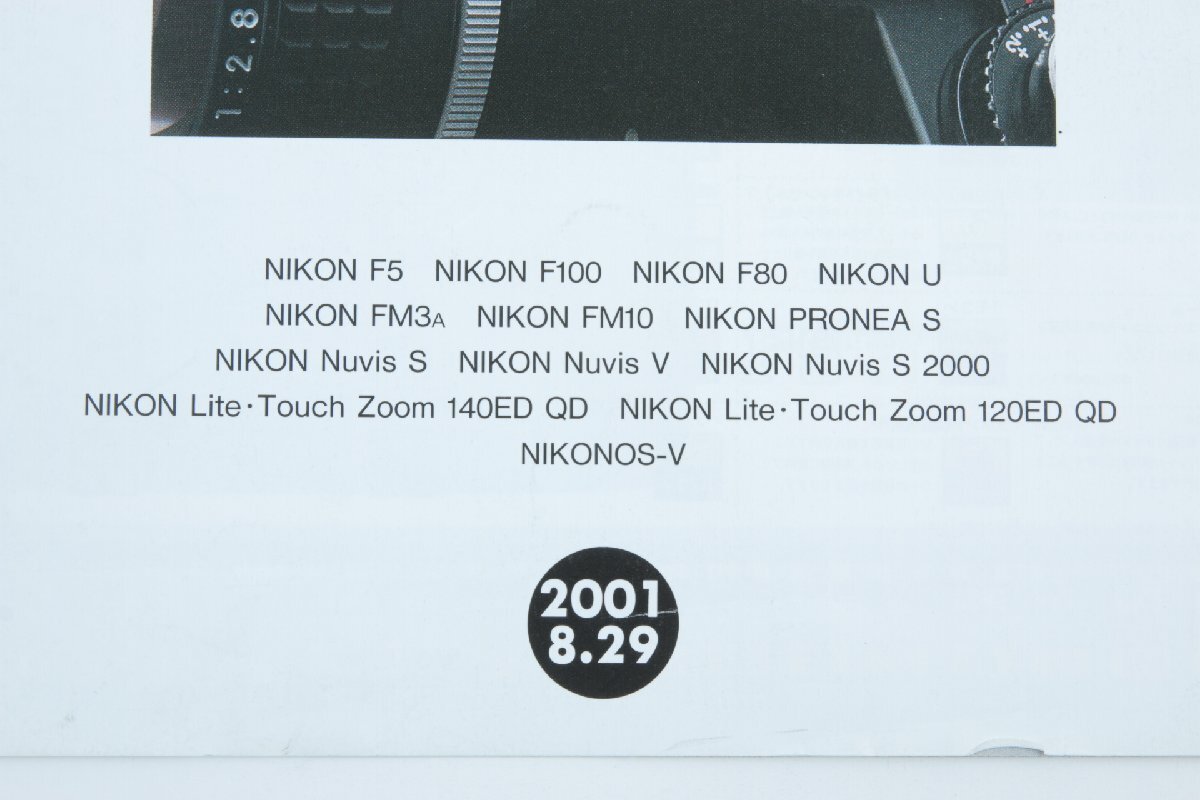 1:2.8
NIKON F5 NIKON F100 NIKON F80 NIKON U
NIKON FM3A NIKON FM10 NIKON PRONEA S
NIKON Nuvis S NIKON Nuvis V NIKON Nuvis S 2000
NIKON Lite・Touch Zoom 140ED QD NIKON Lite・Touch Zoom 120ED QD
NIKONOS-V
2001
8.29